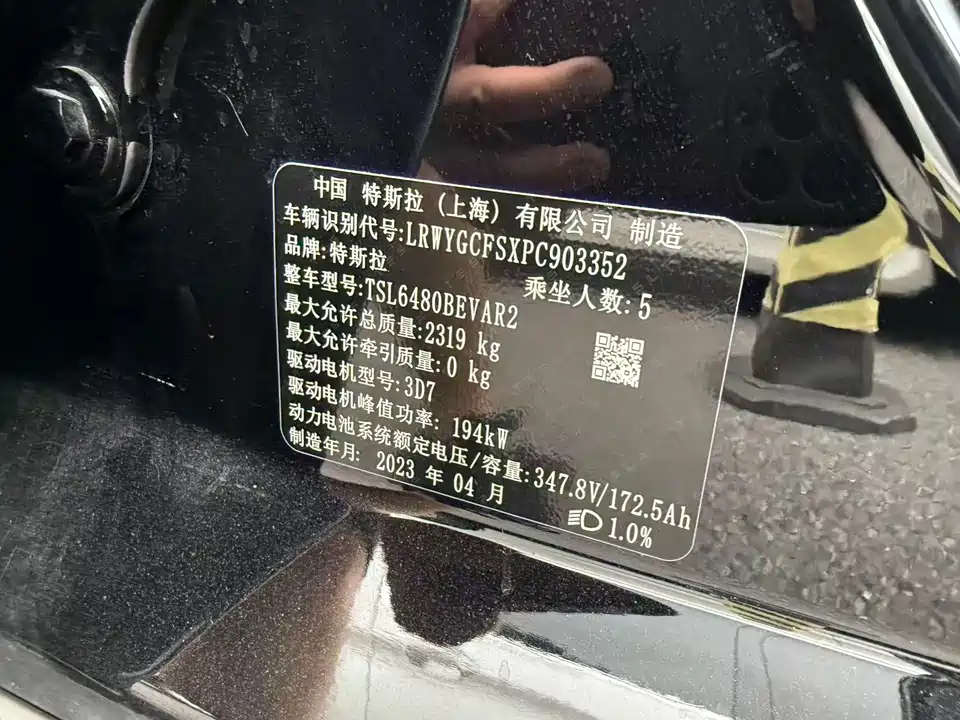 中国 特斯拉 (上海) 有限公司 制造
车辆识别代号:LRWYGCFSXPC903352
品牌:特斯拉
乘坐人数:5
整车型号:TSL6480BEVAR2
最大允许总质量:2319 kg
最大允许牵引质量:0 kg
驱动电机型号:3D7
驱动电机峰值功率: 194kW
动力电池系统额定电压/容量:347.8V/172.5Ah
制造年月: 2023 年 04 月
1.0%